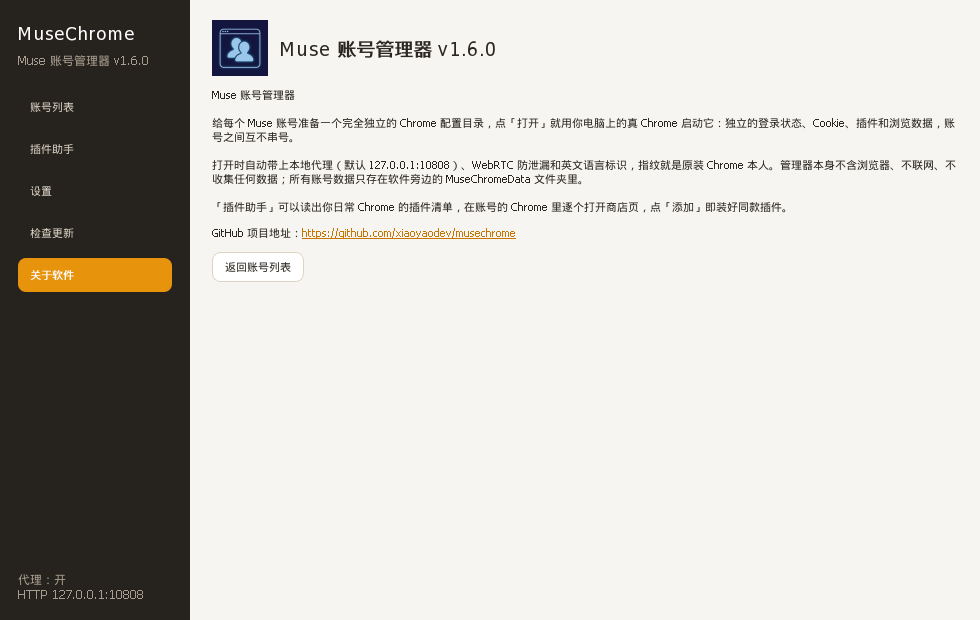 MuseChrome
Muse 账号管理器 v1.6.0
账号列表
插件助手
设置
检查更新
关于软件
代理：开
HTTP 127.0.0.1:10808
Muse 账号管理器 v1.6.0
Muse 账号管理器
给每个 Muse 账号准备一个完全独立的 Chrome 配置目录，点「打开」就用你电脑上的真 Chrome 启动它：独立的登录状态、Cookie、插件和浏览数据，账
号之间互不串号。
打开时自动带上本地代理（默认 127.0.0.1:10808）、WebRTC 防泄漏和英文语言标识，指纹就是原装 Chrome 本人。管理器本身不含浏览器、不联网、不
收集任何数据；所有账号数据只存在软件旁边的 MuseChromeData 文件夹里。
「插件助手」可以读出你日常 Chrome 的插件清单，在账号的 Chrome 里逐个打开商店页，点「添加」即装好同款插件。
GitHub 项目地址：https://github.com/xiaoyaodev/musechrome
返回账号列表